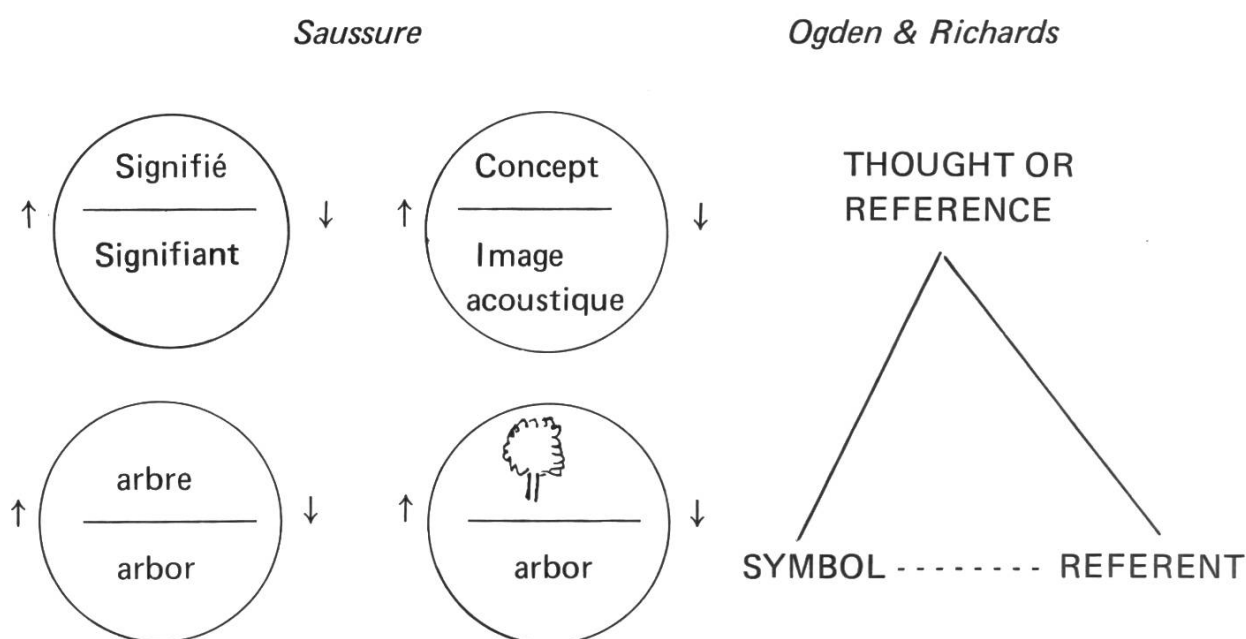 Saussure
Ogden & Richards
Signifié
Signifiant
Concept
Image
acoustique
THOUGHT OR
REFERENCE
arbre
arbor
arbor
SYMBOL - - - - - - - - REFERENT